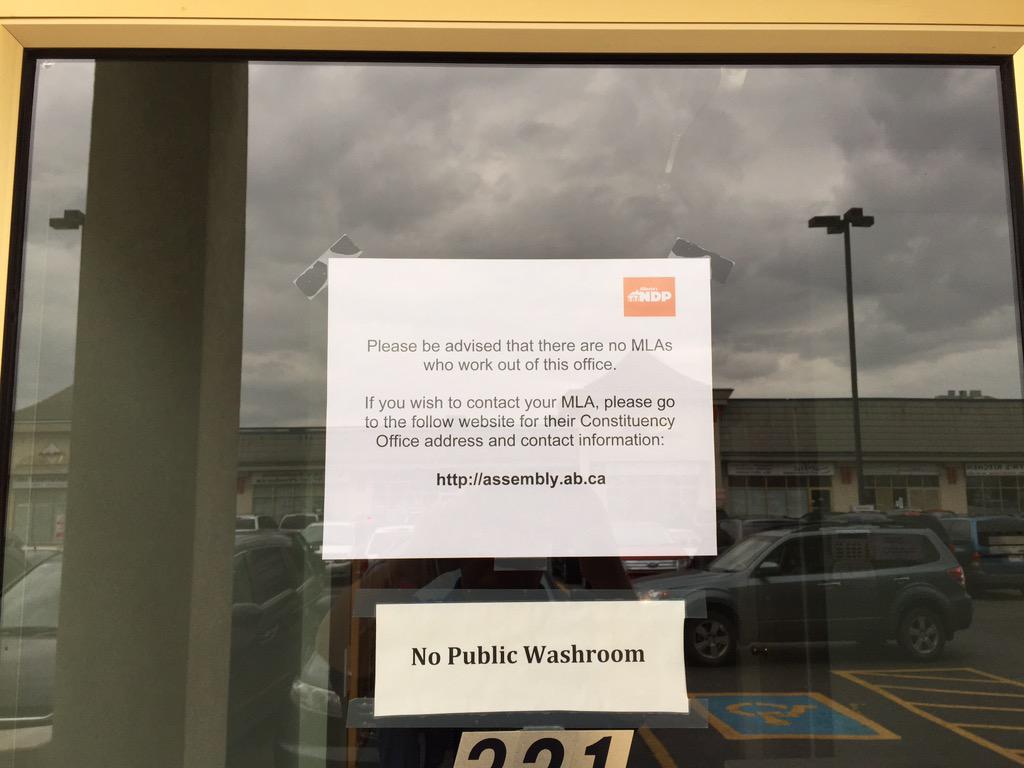 Alberta's
NDP
Please be advised that there are no MLAs
who work out of this office.
If you wish to contact your MLA, please go
to the follow website for their Constituency
Office address and contact information:
http://assembly.ab.ca
No Public Washroom
221